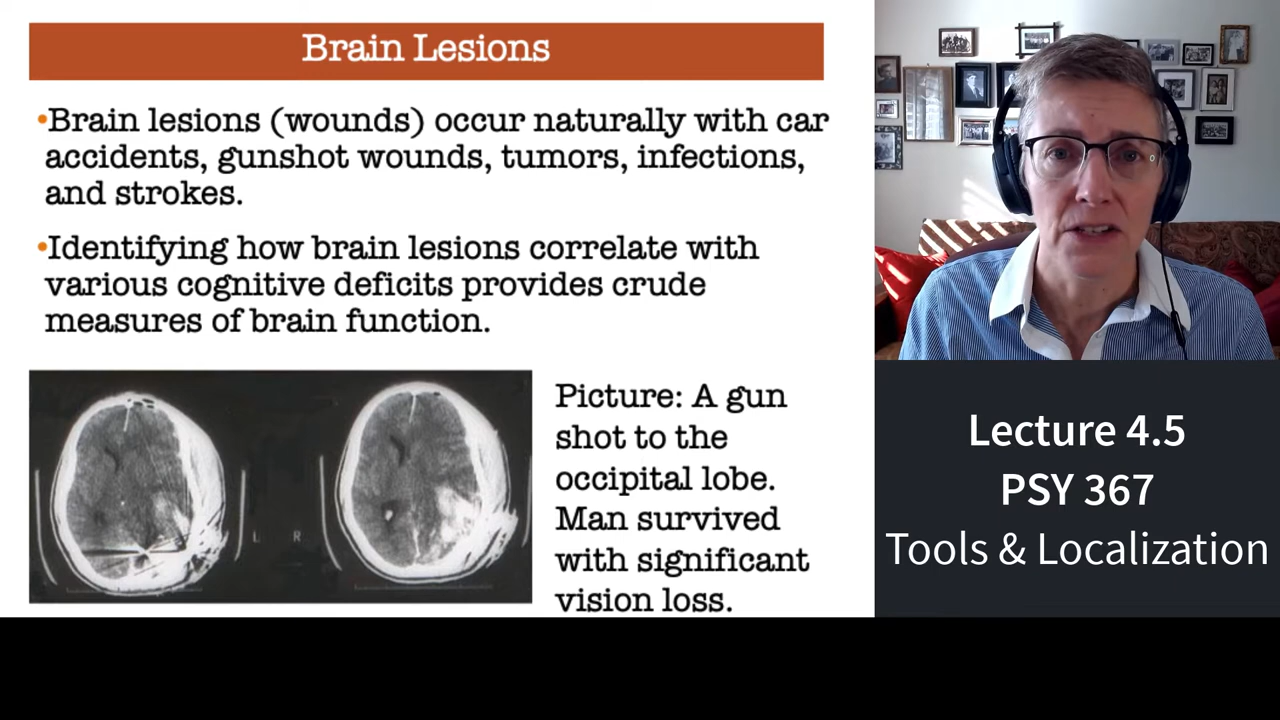 Brain Lesions
•Brain lesions (wounds) occur naturally with car
accidents, gunshot wounds, tumors, infections,
and strokes.
•Identifying how brain lesions correlate with
various cognitive deficits provides crude
measures of brain function.
L R
Picture: A gun
shot to the
occipital lobe.
Man survived
with significant
vision loss.
Lecture 4.5
PSY 367
Tools & Localization